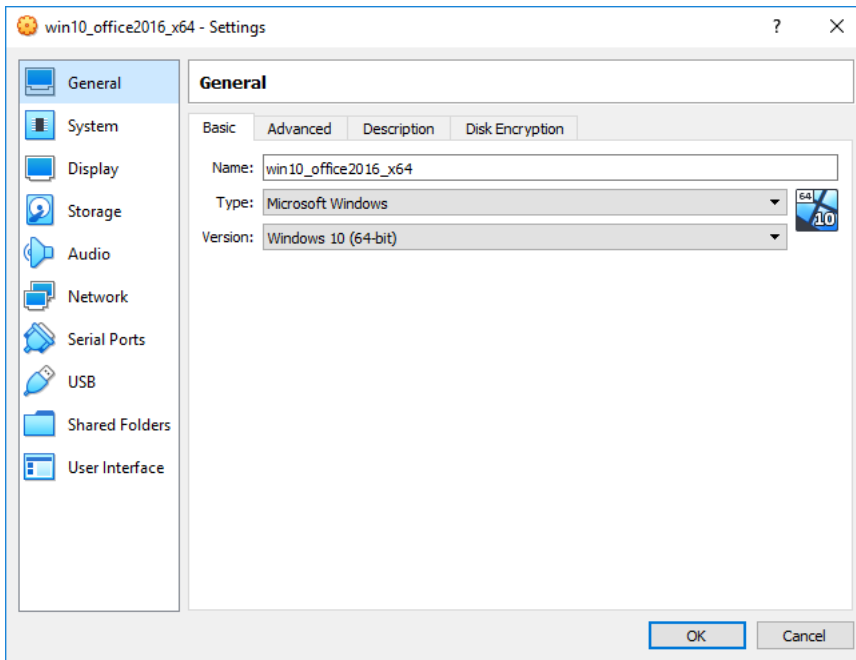 win10_office2016_x64 - Settings
?
General
System
Display
Storage
Audio
Network
Serial Ports
USB
Shared Folders
User Interface
General
Basic Advanced Description Disk Encryption
Name: win10_office2016_x64
Type: Microsoft Windows
64
10
Version: Windows 10 (64-bit)
OK Cancel